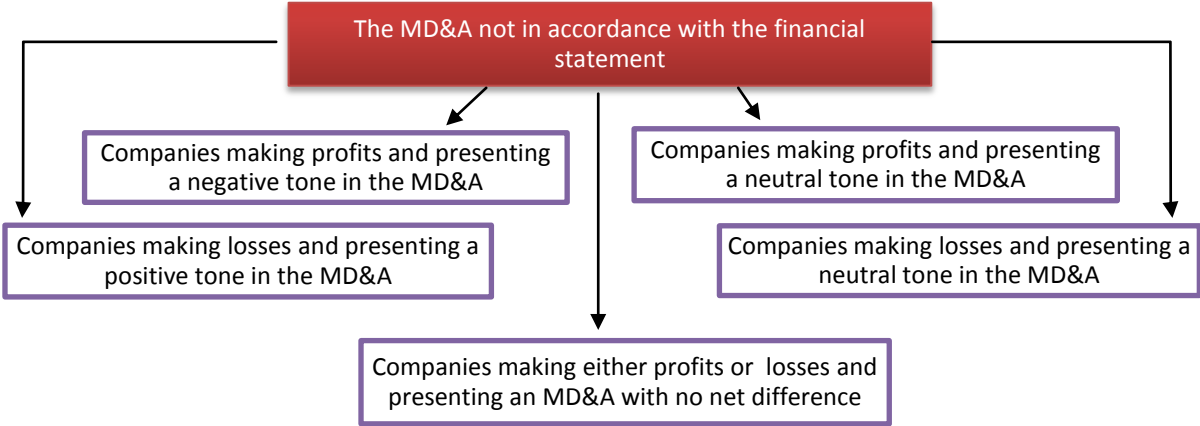 The MD&A not in accordance with the financial
statement
Companies making profits and presenting
a negative tone in the MD&A
Companies making profits and presenting
a neutral tone in the MD&A
Companies making losses and presenting a
positive tone in the MD&A
Companies making losses and presenting a
neutral tone in the MD&A
Companies making either profits or losses and
presenting an MD&A with no net difference